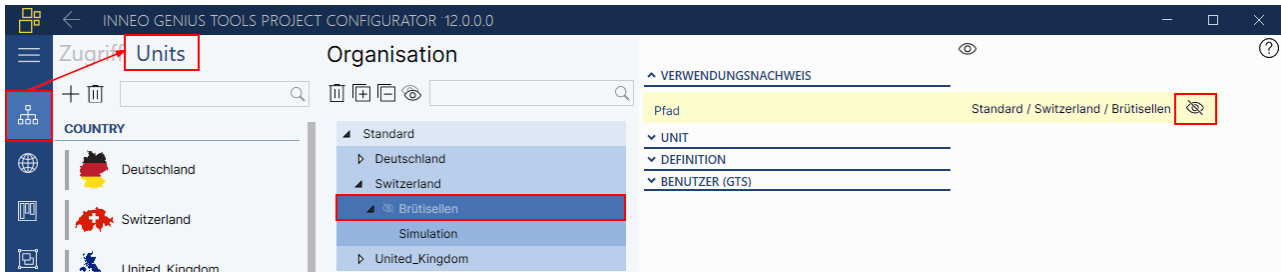 INNEO GENIUS TOOLS PROJECT CONFIGURATOR 12.0.0.0
Zugriff Units
Organisation
VERWENDUNGSNACHWEIS
Pfad
Standard / Switzerland / Brütisellen
COUNTRY
Standard
UNIT
Deutschland
Deutschland
DEFINITION
Switzerland
BENUTZER (GTS)
Switzerland
Brütisellen
Simulation
United_Kingdom
United_Kingdom